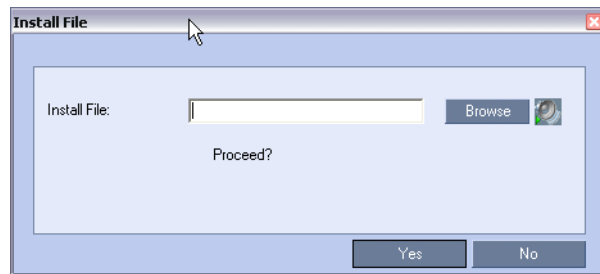 Install File
Install File:
Browse
Proceed?
Yes
No